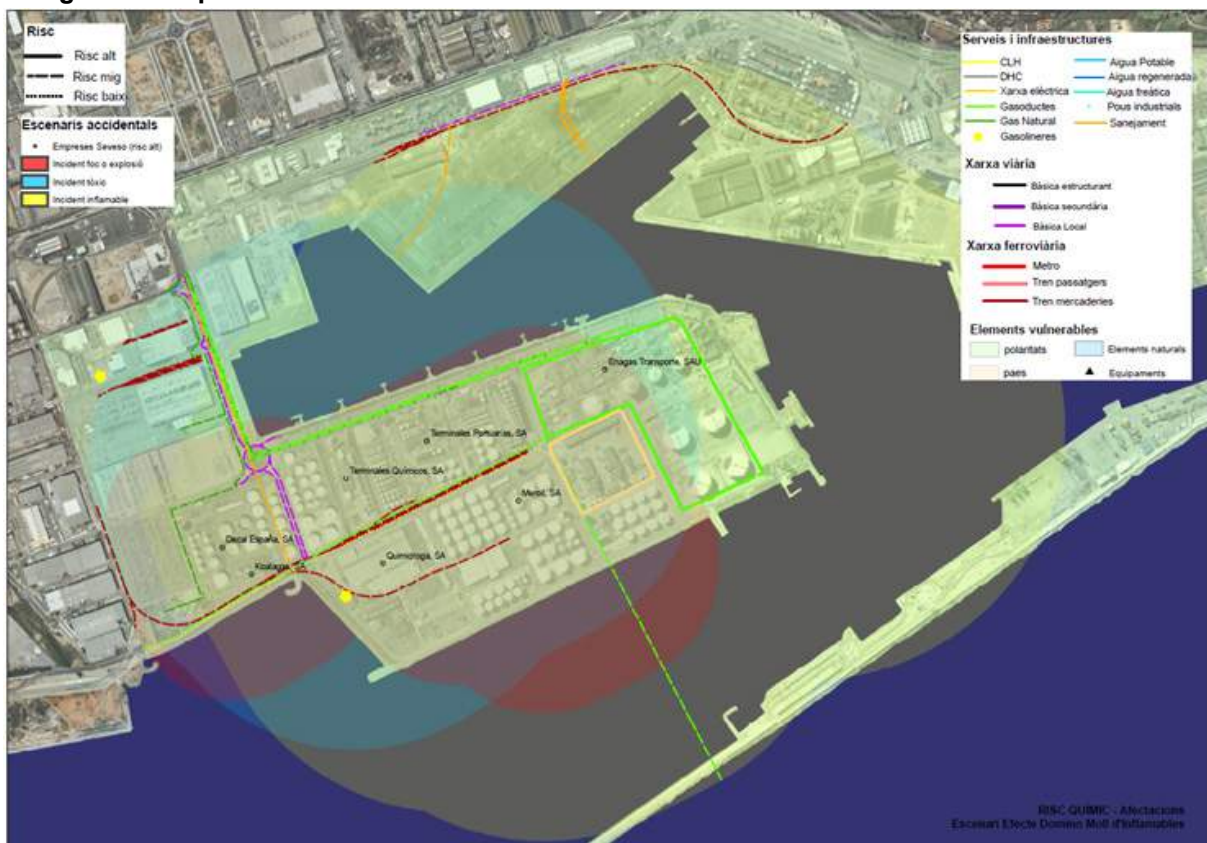 Risc
Risc alt
Risc mig
Risc baix
Escenaris accidentals
Empreses Seveso (risc alt)
Incident foc o explosió
Incident tòxic
Incident inflamable
Serveis i infraestructures
CLH
DHC
Xarxa elèctrica
Gasoductes
Gas Natural
Gasolineres
Aigua Potable
Aigua regenerada
Aigua freàtica
Pous industrials
Sanejament
Xarxa viària
Bàsica estructurant
Bàsica secundària
Bàsica Local
Xarxa ferroviària
Metro
Tren passatgers
Tren mercaderies
Elements vulnerables
polaritats
Elements naturals
paes
Equipaments
Enagas Transporte, SAU
Terminales Portuarias, SA
Terminales Químicos, SA
Meroil, SA
Decal España, SA
Koalagas, SA
Quimidroga, SA
RISC QUÍMIC - Afectacions
Escenari Efecte Dominó Moll d'Inflamables